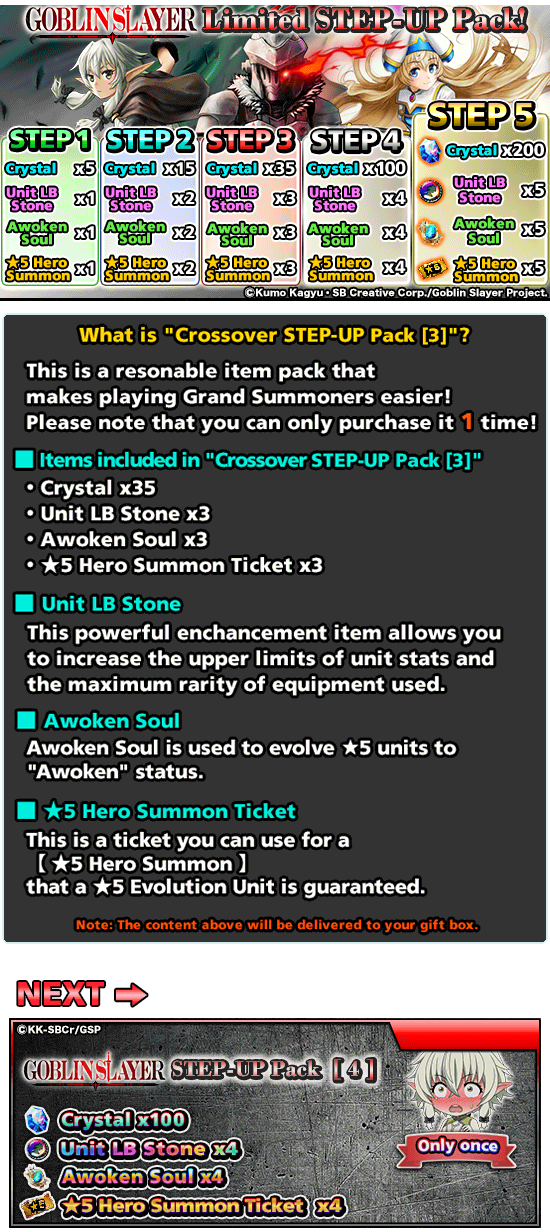 GOBLIN SLAYER Limited STEP-UP Pack!
STEP 1
Crystal x5
Unit LB Stone x1
Awoken Soul x1
★5 Hero Summon x1
STEP 2
Crystal x15
Unit LB Stone x2
Awoken Soul x2
★5 Hero Summon x2
STEP 3
Crystal x35
Unit LB Stone x3
Awoken Soul x3
★5 Hero Summon x3
STEP 4
Crystal x100
Unit LB Stone x4
Awoken Soul x4
★5 Hero Summon x4
STEP 5
Crystal x200
Unit LB Stone x5
Awoken Soul x5
★5 Hero Summon x5
©Kumo Kagyu・SB Creative Corp./Goblin Slayer Project.
What is "Crossover STEP-UP Pack [3]"?
This is a resonable item pack that
makes playing Grand Summoners easier!
Please note that you can only purchase it 1 time!
■ Items included in "Crossover STEP-UP Pack [3]"
・Crystal x35
・Unit LB Stone x3
・Awoken Soul x3
・★5 Hero Summon Ticket x3
■ Unit LB Stone
This powerful enchancement item allows you
to increase the upper limits of unit stats and
the maximum rarity of equipment used.
■ Awoken Soul
Awoken Soul is used to evolve ★5 units to
"Awoken" status.
■ ★5 Hero Summon Ticket
This is a ticket you can use for a
【 ★5 Hero Summon 】
that a ★5 Evolution Unit is guaranteed.
Note: The content above will be delivered to your gift box.
NEXT ⇒
©KK-SBCr/GSP
GOBLIN SLAYER STEP-UP Pack [ 4 ]
Crystal x100
Unit LB Stone x4
Awoken Soul x4
★5 Hero Summon Ticket x4
Only once